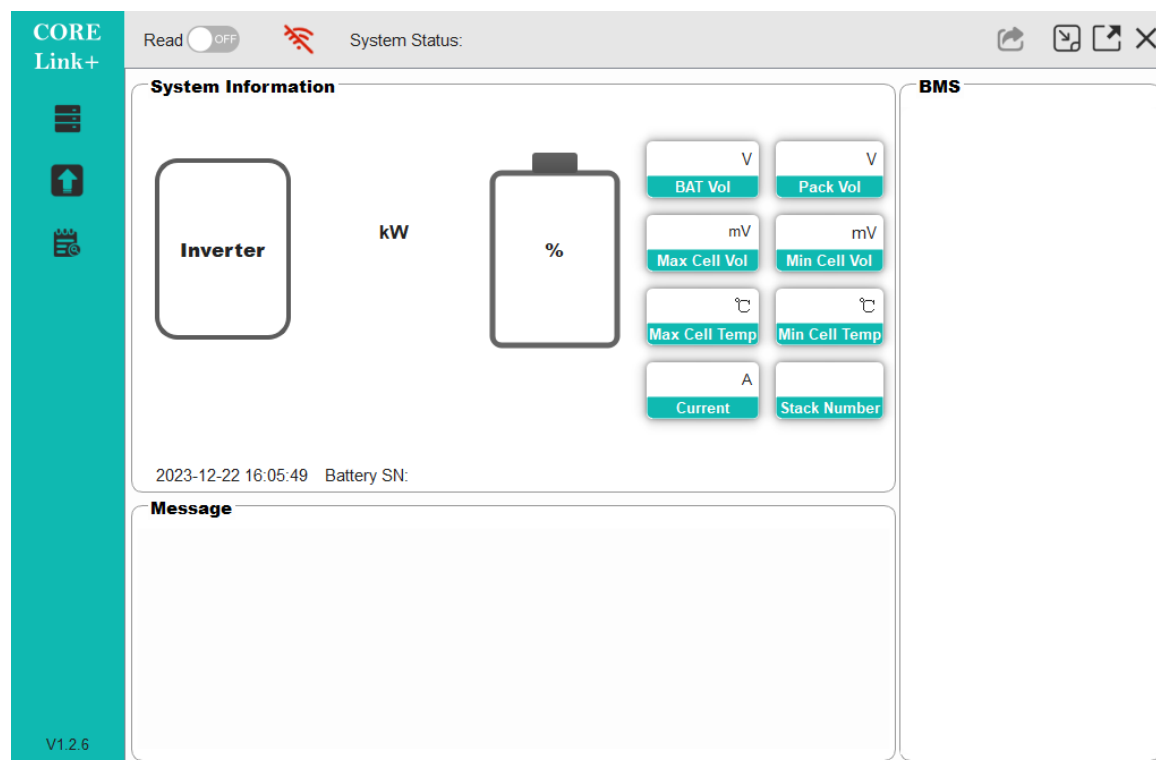 CORE
Link+
Read OFF System Status:
System Information
BMS
Inverter
kW
%
V
BAT Vol
V
Pack Vol
mV
Max Cell Vol
mV
Min Cell Vol
℃
Max Cell Temp
℃
Min Cell Temp
A
Current
Stack Number
2023-12-22 16:05:49 Battery SN:
Message
V1.2.6